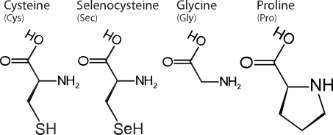 Cysteine Selenocysteine Glycine Proline
(Cys) (Sec) (Gly) (Pro)
HO O HO O HO O HO O
NH₂ NH₂ NH₂ NH
SH SeH